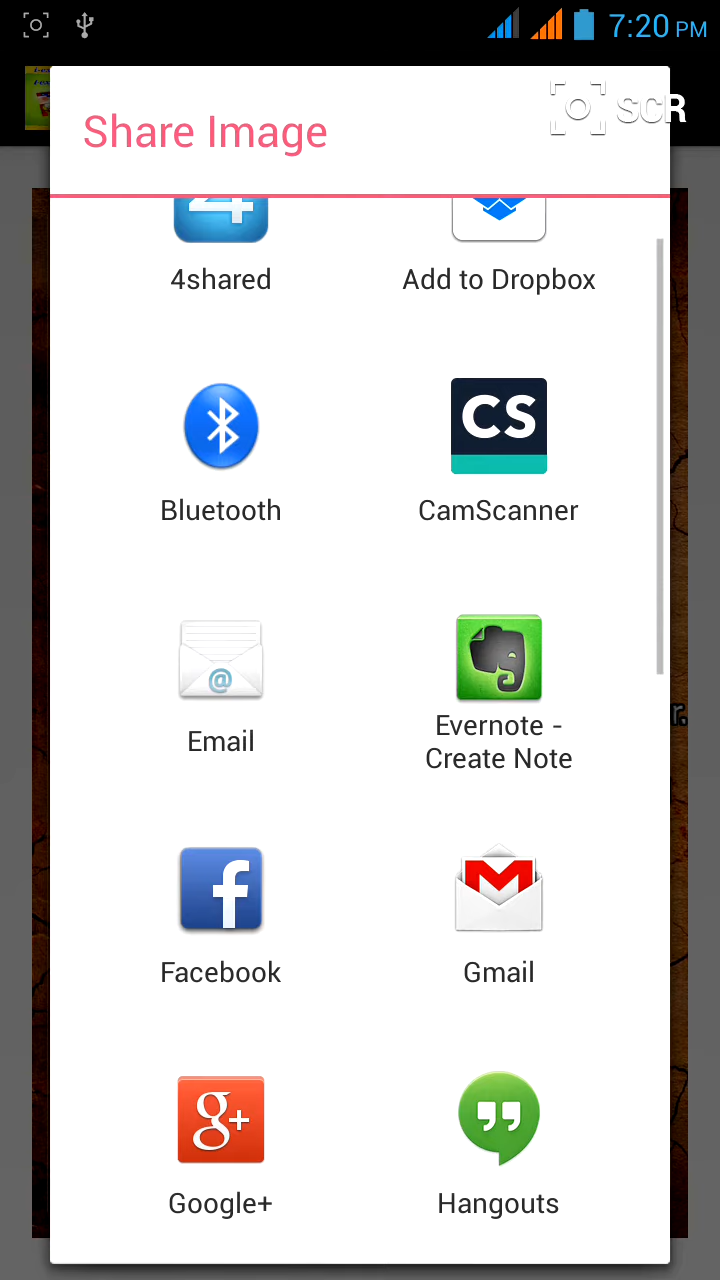 7:20 PM
SCR
Share Image
4shared
Add to Dropbox
CS
Bluetooth
CamScanner
@
Email
Evernote -
Create Note
f
Facebook
Gmail
g+
Google+
Hangouts